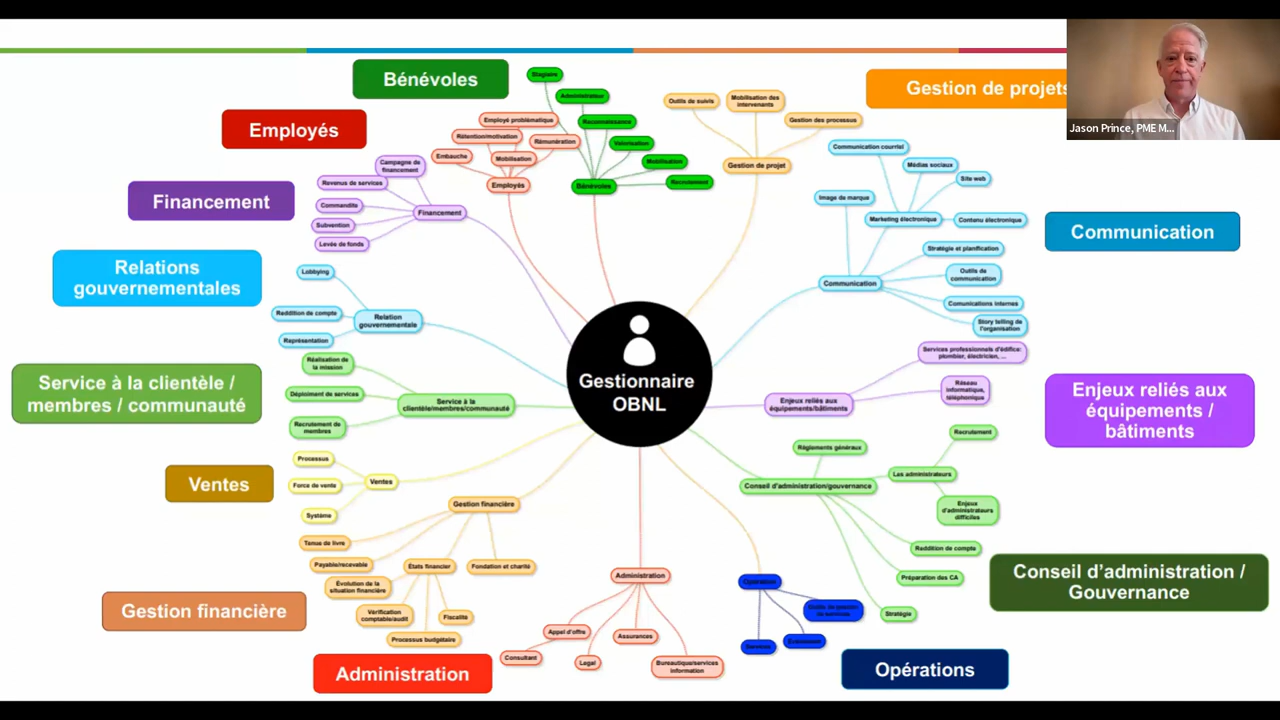 Bénévoles
Gestion de projets
Jason Prince, PME M...
Employés
Financement
Relations
gouvernementales
Service à la clientèle /
membres / communauté
Ventes
Gestion financière
Administration
Communication
Enjeux reliés aux
équipements /
bâtiments
Conseil d'administration /
Gouvernance
Opérations
Gestionnaire
OBNL
Stagiaire
Administrateur
Reconnaissance
Valorisation
Mobilisation
Recrutement
Bénévoles
Employé problématique
Rétention/motivation
Rémunération
Embauche
Mobilisation
Employés
Campagne de
financement
Revenus de services
Commandite
Subvention
Levée de fonds
Financement
Lobbying
Reddition de compte
Représentation
Relation
gouvernementale
Réalisation de
la mission
Déploiment de services
Recrutement de
membres
Service à la
clientèle/membres/communauté
Processus
Force de vente
Système
Ventes
Gestion financière
Tenue de livre
Payable/recevable
États financier
Fondation et charité
Évolution de la
situation financière
Vérification
comptable/audit
Fiscalité
Processus budgétaire
Administration
Appel d'offre
Consultant
Legal
Assurances
Bureautique/services
information
Opération
Services
Outils de suivis
Mobilisation des
intervenants
Gestion des processus
Gestion de projet
Communication courriel
Médias sociaux
Site web
Image de marque
Marketing électronique
Contenu électronique
Stratégie et planification
Outils de
communication
Communication
Comunications internes
Story telling de
l'organisation
Services professionnels d'édifice:
plombier, électricien, ...
Réseau
informatique,
téléphonique
Enjeux reliés aux
équipements/bâtiments
Règlements généraux
Recrutement
Les administrateurs
Conseil d'administration/gouvernance
Enjeux
d'administrateurs
difficiles
Reddition de compte
Préparation des CA
Stratégie